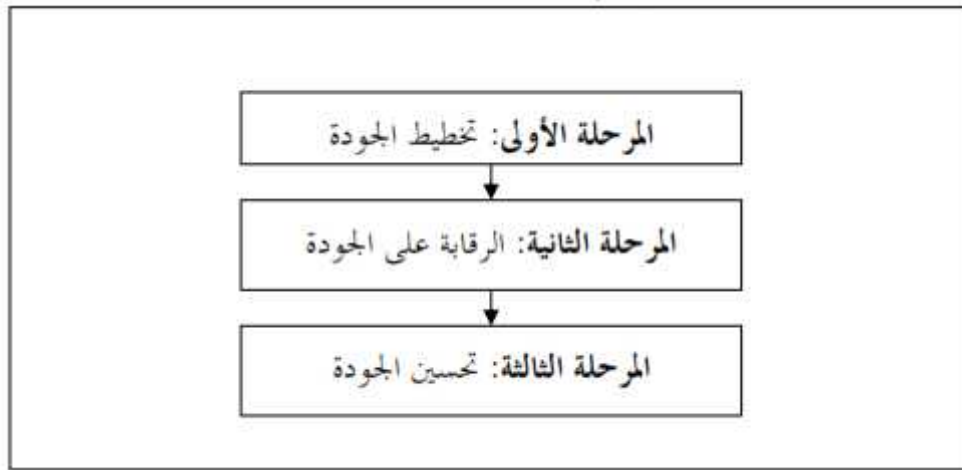 المرحلة الأولى: تخطيط الجودة
المرحلة الثانية: الرقابة على الجودة
المرحلة الثالثة: تحسين الجودة